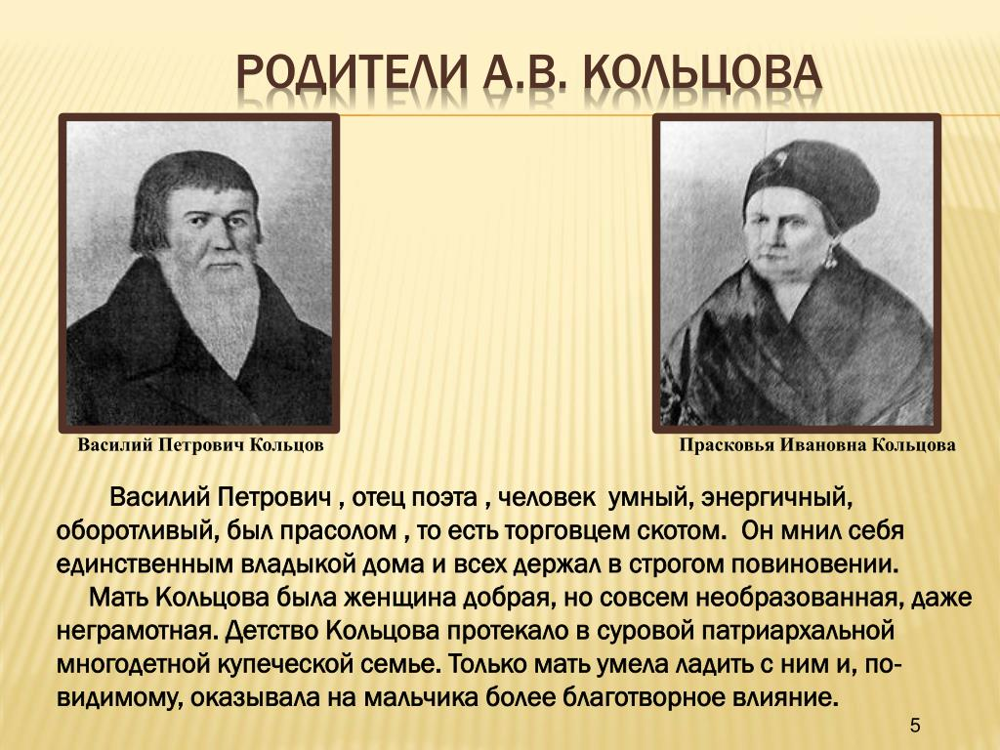 РОДИТЕЛИ А.В. КОЛЬЦОВА
Василий Петрович Кольцов
Прасковья Ивановна Кольцова
Василий Петрович , отец поэта , человек умный, энергичный,
оборотливый, был прасолом , то есть торговцем скотом. Он мнил себя
единственным владыкой дома и всех держал в строгом повиновении.
Мать Кольцова была женщина добрая, но совсем необразованная, даже
неграмотная. Детство Кольцова протекало в суровой патриархальной
многодетной купеческой семье. Только мать умела ладить с ним и, по-
видимому, оказывала на мальчика более благотворное влияние.
5